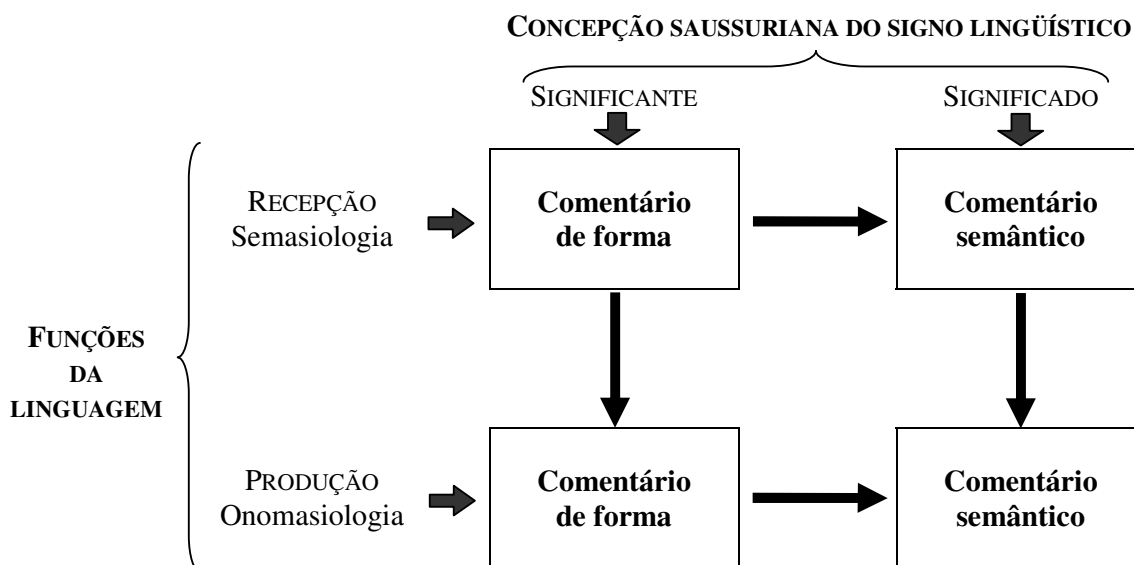 CONCEPÇÃO SAUSSURIANA DO SIGNO LINGÜÍSTICO
SIGNIFICANTE
SIGNIFICADO
RECEPÇÃO
Semasiologia
Comentário
de forma
Comentário
semântico
FUNÇÕES
DA
LINGUAGEM
PRODUÇÃO
Onomasiologia
Comentário
de forma
Comentário
semântico